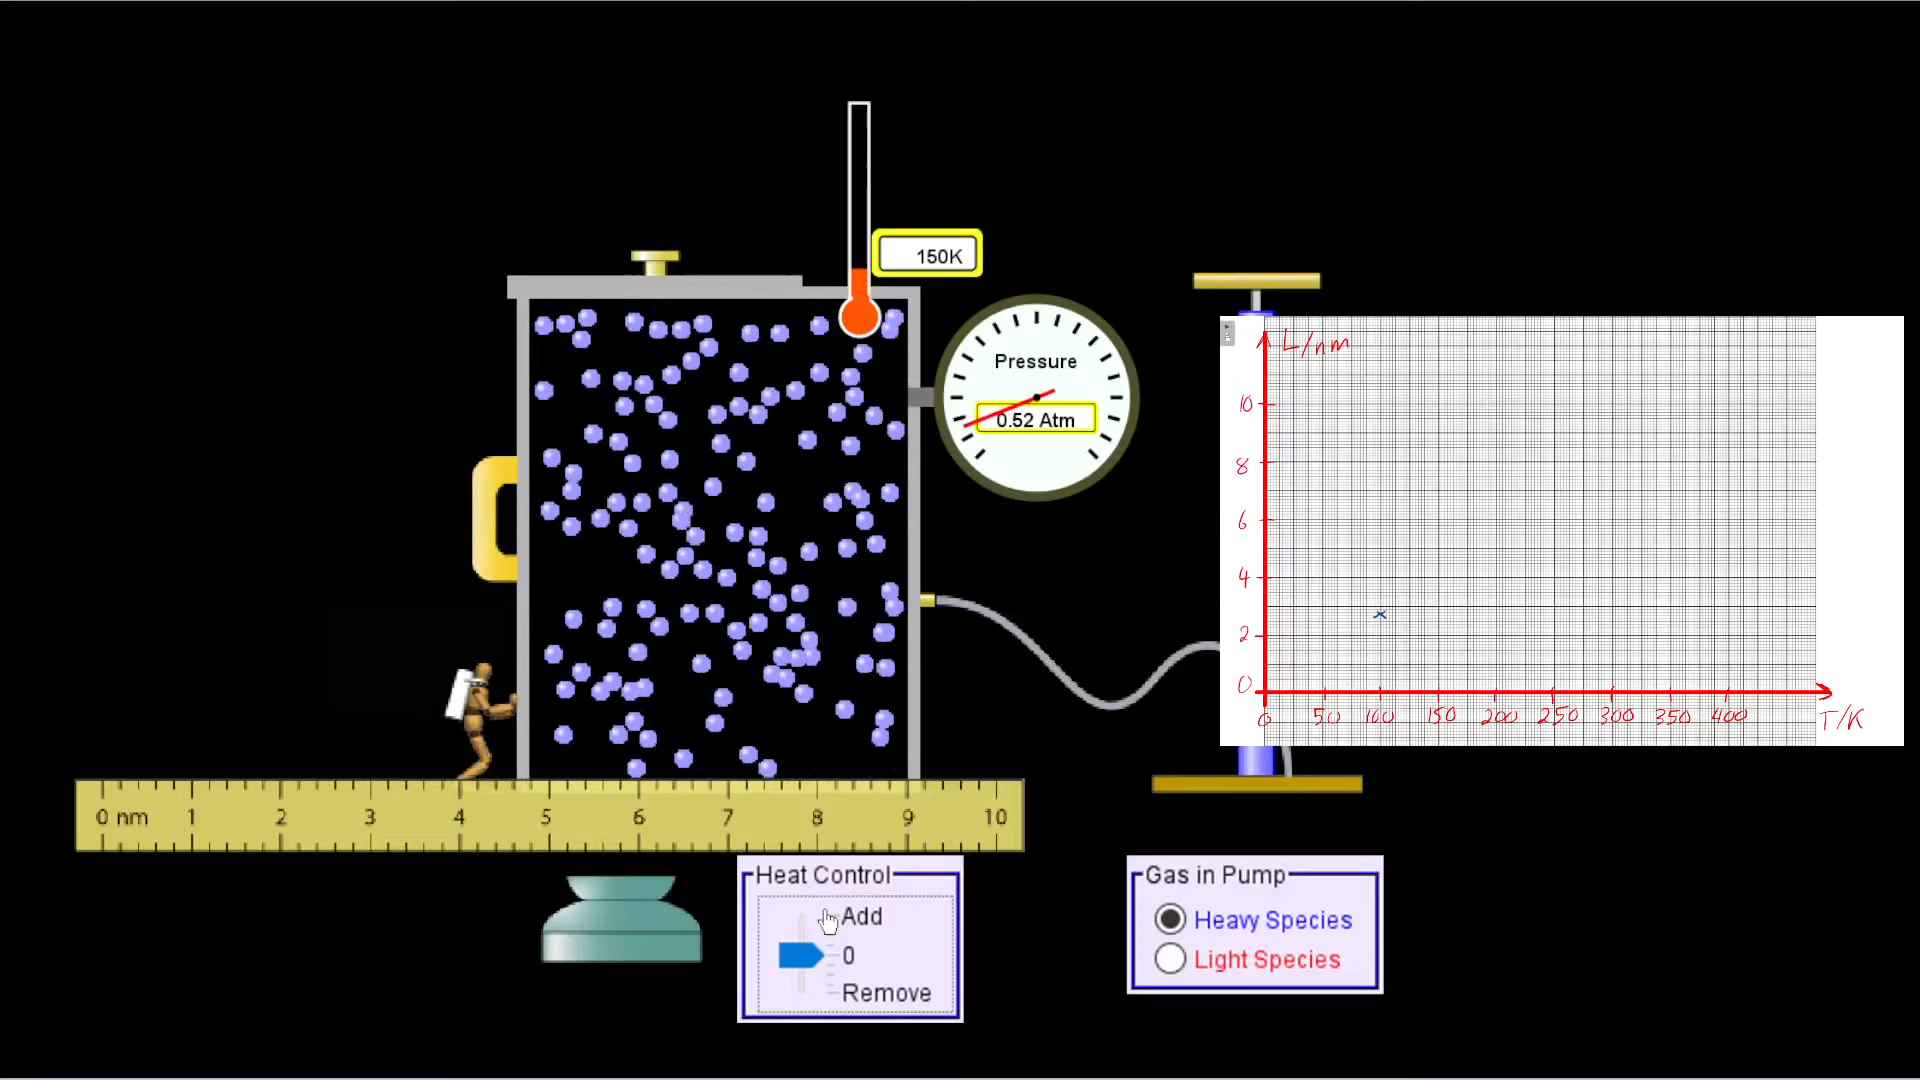 150K
Pressure
0.52 Atm
L/nm
10
8
6
4
2
0
0 50 100 150 200 250 300 350 400 T/K
0 nm 1 2 3 4 5 6 7 8 9 10
Heat Control
Add
0
Remove
Gas in Pump
Heavy Species
Light Species